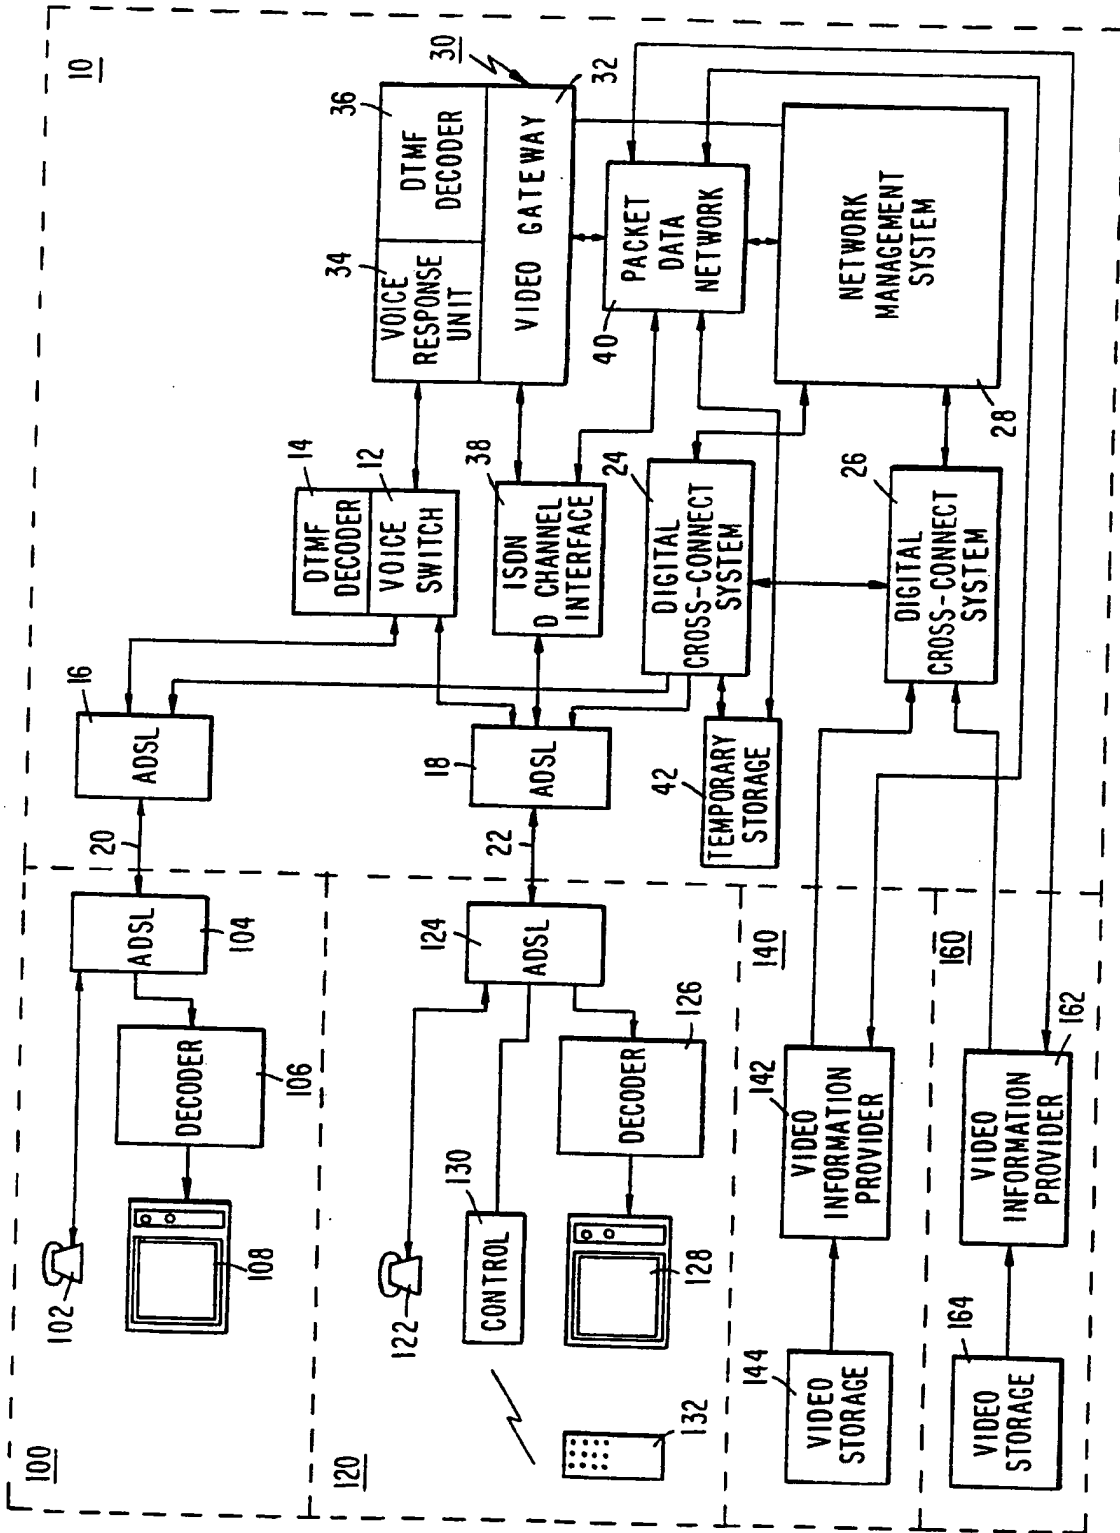 10
30
36
DTMF
DECODER
32
34
VOICE
RESPONSE
UNIT
VIDEO GATEWAY
PACKET
DATA
NETWORK
40
NETWORK
MANAGEMENT
SYSTEM
28
14
DTMF
DECODER
12
VOICE
SWITCH
38
ISDN
D CHANNEL
INTERFACE
24
DIGITAL
CROSS-CONNECT
SYSTEM
26
DIGITAL
CROSS-CONNECT
SYSTEM
16
ADSL
18
ADSL
42
TEMPORARY
STORAGE
20
22
ADSL
104
124
ADSL
140
160
DECODER
106
126
DECODER
142
VIDEO
INFORMATION
PROVIDER
162
VIDEO
INFORMATION
PROVIDER
102
108
122
130
CONTROL
128
144
VIDEO
STORAGE
164
VIDEO
STORAGE
100
120
132